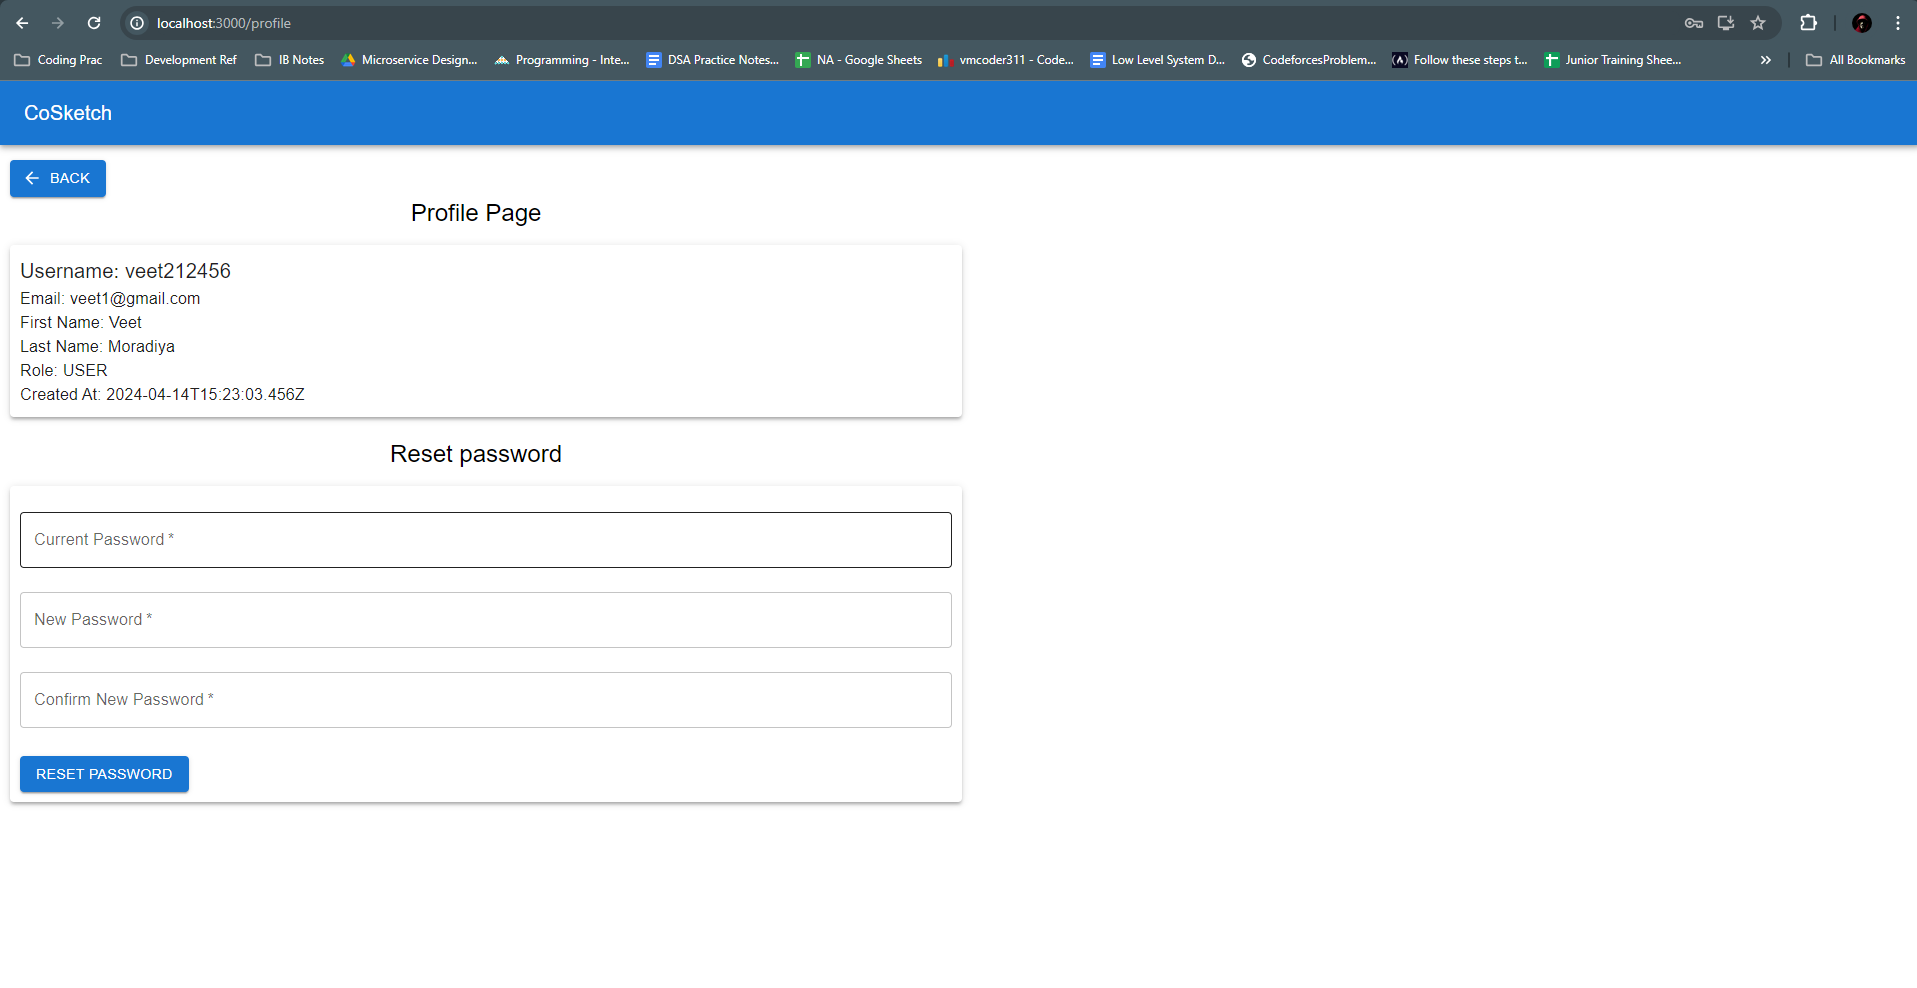 localhost:3000/profile
Coding Prac Development Ref IB Notes Microservice Design... Programming - Inte... DSA Practice Notes... NA - Google Sheets vmcoder311 - Code... Low Level System D... CodeforcesProblem... Follow these steps t... Junior Training Shee... » All Bookmarks
CoSketch
BACK
Profile Page
Username: veet212456
Email: veet1@gmail.com
First Name: Veet
Last Name: Moradiya
Role: USER
Created At: 2024-04-14T15:23:03.456Z
Reset password
Current Password *
New Password *
Confirm New Password *
RESET PASSWORD